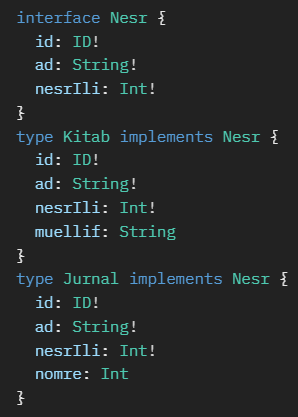 interface Nesr {
  id: ID!
  ad: String!
  nesrIli: Int!
}
type Kitab implements Nesr {
  id: ID!
  ad: String!
  nesrIli: Int!
  muellif: String
}
type Jurnal implements Nesr {
  id: ID!
  ad: String!
  nesrIli: Int!
  nomre: Int
}